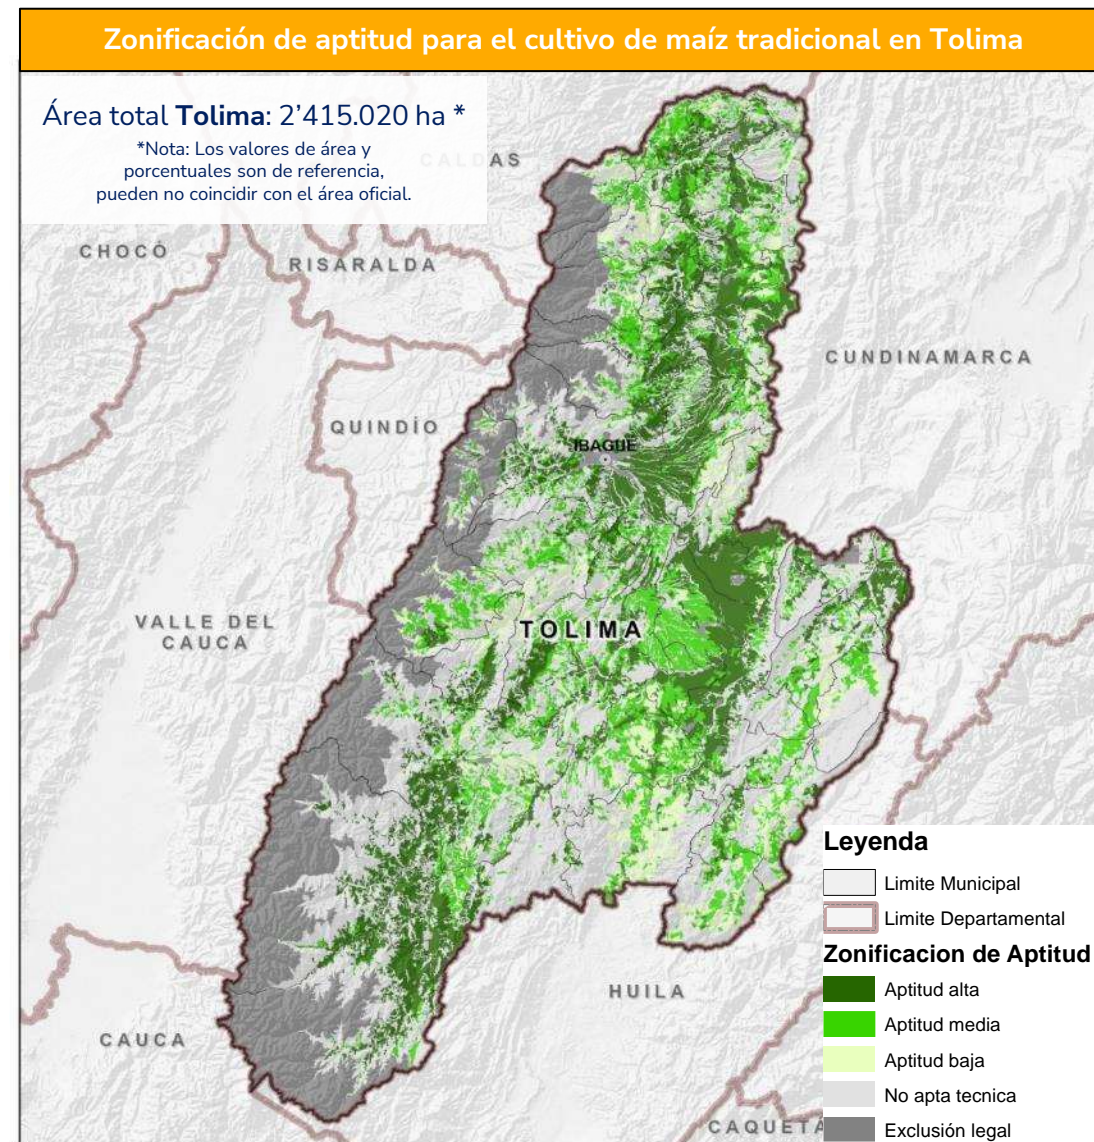 Zonificación de aptitud para el cultivo de maíz tradicional en Tolima
Área total Tolima: 2’415.020 ha *
*Nota: Los valores de área y
porcentuales son de referencia,
pueden no coincidir con el área oficial.
CALDAS
CHOCÓ
RISARALDA
CUNDINAMARCA
QUINDÍO
IBAGUE
VALLE DEL
CAUCA
TOLIMA
HUILA
CAUCA
CAQUETÁ
Leyenda
Limite Municipal
Limite Departamental
Zonificacion de Aptitud
Aptitud alta
Aptitud media
Aptitud baja
No apta tecnica
Exclusión legal